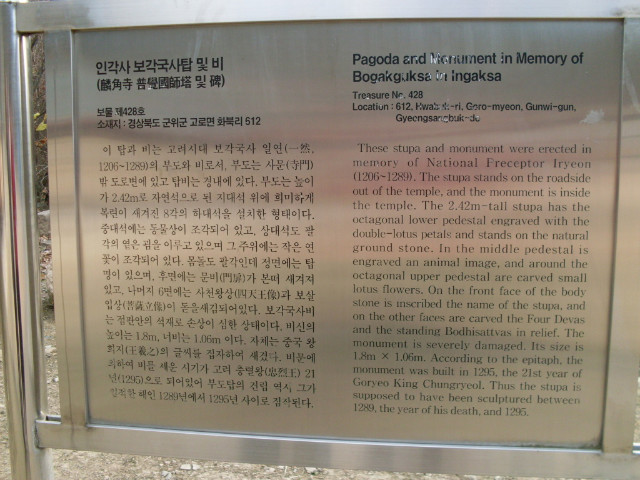 인각사 보각국사탑 및 비
(麟角寺 普覺國師塔 및 碑)
보물 제428호
소재지 : 경상북도 군위군 고로면 화북리 612
이 탑과 비는 고려시대 보각국사 일연(一然,
1206~1289)의 부도와 비로서, 부도는 사문(寺門)
밖 도로면에 있고 탑비는 경내에 있다. 부도는 높이
가 2.42m로 자연석으로 된 지대석 위에 희미하게
복련이 새겨진 8각의 하대석을 설치한 형태이다.
중대석에는 동물상이 조각되어 있고, 상대석도 팔
각의 옆은 굄을 이루고 있으며 그 주위에는 작은 연
꽃이 조각되어 있다. 몸돌도 팔각인데 정면에는 탑
명이 있으며, 후면에는 문비(門扉)가 본떠 새겨져
있고, 나머지 6면에는 사천왕상(四天王像)과 보살
입상(菩薩立像)이 돋을새김되어있다. 보각국사비
는 점판암의 석재로 손상이 심한 상태이다. 비신의
높이는 1.8m, 너비는 1.06m 이다. 자체는 중국 왕
희지(王羲之)의 글씨를 집자하여 새겼다. 비문에
의하여 비를 세운 시기가 고려 충렬왕(忠烈王) 21
년(1295)으로 되어있어 부도탑의 건립 역시, 그가
입적한 해인 1289년에서 1295년 사이로 짐작된다.
Pagoda and Monument in Memory of
Bogakguksa in Ingaksa
Treasure No. 428
Location : 612, Hwabuk-ri, Goro-myeon, Gunwi-gun,
Gyeongsangbuk-do
These stupa and monument were erected in
memory of National Preceptor Iryeon
(1206~1289). The stupa stands on the roadside
out of the temple, and the monument is inside
the temple. The 2.42m-tall stupa has the
octagonal lower pedestal engraved with the
double-lotus petals and stands on the natural
ground stone. In the middle pedestal is
engraved an animal image, and around the
octagonal upper pedestal are carved small
lotus flowers. On the front face of the body
stone is inscribed the name of the stupa, and
on the other faces are carved the Four Devas
and the standing Bodhisattvas in relief. The
monument is severely damaged. Its size is
1.8m × 1.06m. According to the epitaph, the
monument was built in 1295, the 21st year of
Goryeo King Chungryeol. Thus the stupa is
supposed to have been sculptured between
1289, the year of his death, and 1295.